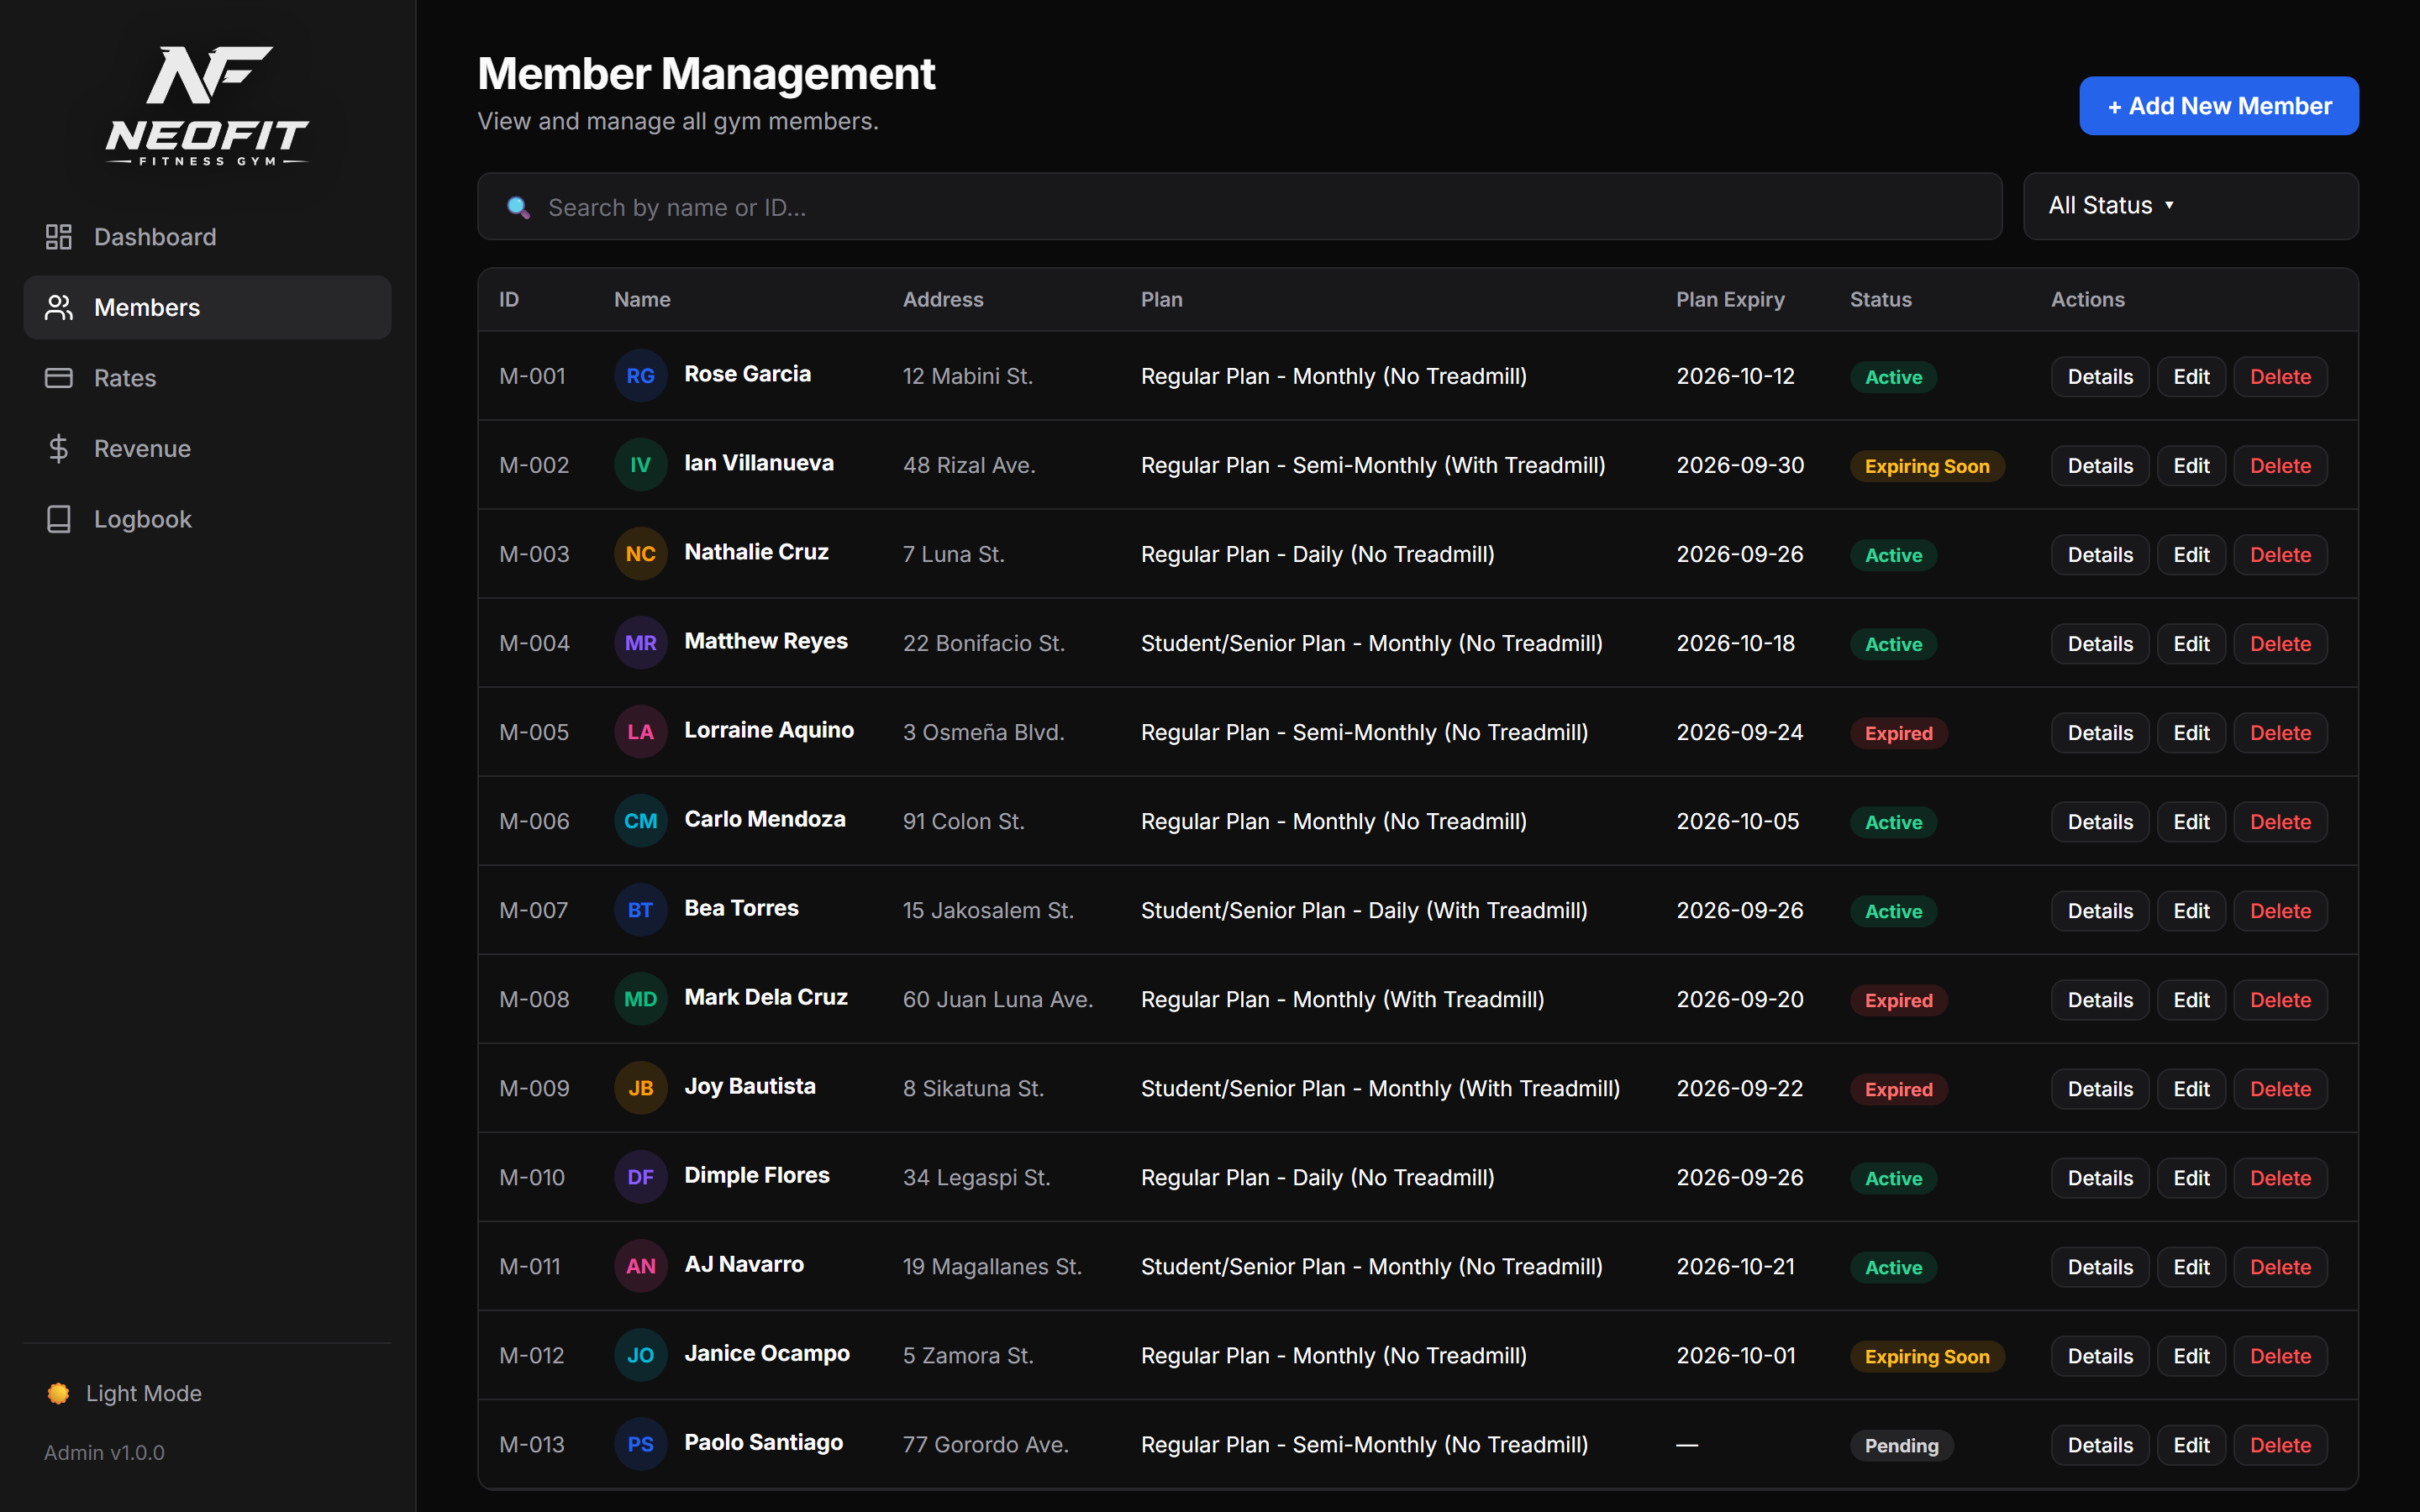 NF
NEOFIT
FITNESS GYM
Dashboard
Members
Rates
Revenue
Logbook
Light Mode
Admin v1.0.0
Member Management
View and manage all gym members.
+ Add New Member
Search by name or ID...
All Status ▾
ID Name Address Plan Plan Expiry Status Actions
M-001 RG Rose Garcia 12 Mabini St. Regular Plan - Monthly (No Treadmill) 2026-10-12 Active Details Edit Delete
M-002 IV Ian Villanueva 48 Rizal Ave. Regular Plan - Semi-Monthly (With Treadmill) 2026-09-30 Expiring Soon Details Edit Delete
M-003 NC Nathalie Cruz 7 Luna St. Regular Plan - Daily (No Treadmill) 2026-09-26 Active Details Edit Delete
M-004 MR Matthew Reyes 22 Bonifacio St. Student/Senior Plan - Monthly (No Treadmill) 2026-10-18 Active Details Edit Delete
M-005 LA Lorraine Aquino 3 Osmeña Blvd. Regular Plan - Semi-Monthly (No Treadmill) 2026-09-24 Expired Details Edit Delete
M-006 CM Carlo Mendoza 91 Colon St. Regular Plan - Monthly (No Treadmill) 2026-10-05 Active Details Edit Delete
M-007 BT Bea Torres 15 Jakosalem St. Student/Senior Plan - Daily (With Treadmill) 2026-09-26 Active Details Edit Delete
M-008 MD Mark Dela Cruz 60 Juan Luna Ave. Regular Plan - Monthly (With Treadmill) 2026-09-20 Expired Details Edit Delete
M-009 JB Joy Bautista 8 Sikatuna St. Student/Senior Plan - Monthly (With Treadmill) 2026-09-22 Expired Details Edit Delete
M-010 DF Dimple Flores 34 Legaspi St. Regular Plan - Daily (No Treadmill) 2026-09-26 Active Details Edit Delete
M-011 AN AJ Navarro 19 Magallanes St. Student/Senior Plan - Monthly (No Treadmill) 2026-10-21 Active Details Edit Delete
M-012 JO Janice Ocampo 5 Zamora St. Regular Plan - Monthly (No Treadmill) 2026-10-01 Expiring Soon Details Edit Delete
M-013 PS Paolo Santiago 77 Gorordo Ave. Regular Plan - Semi-Monthly (No Treadmill) — Pending Details Edit Delete